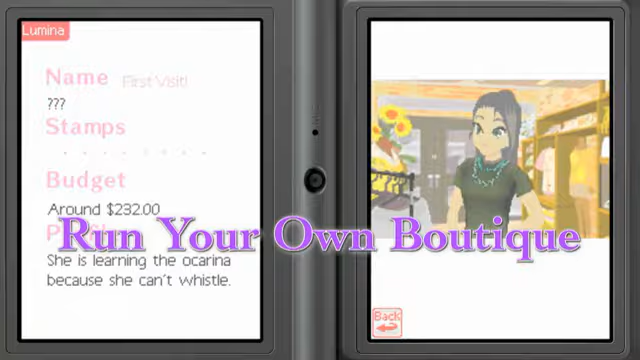 Lumina
Name First Visit!
???
Stamps
Budget
Around $232.00
Run Your Own Boutique
She is learning the ocarina
because she can't whistle.
Back